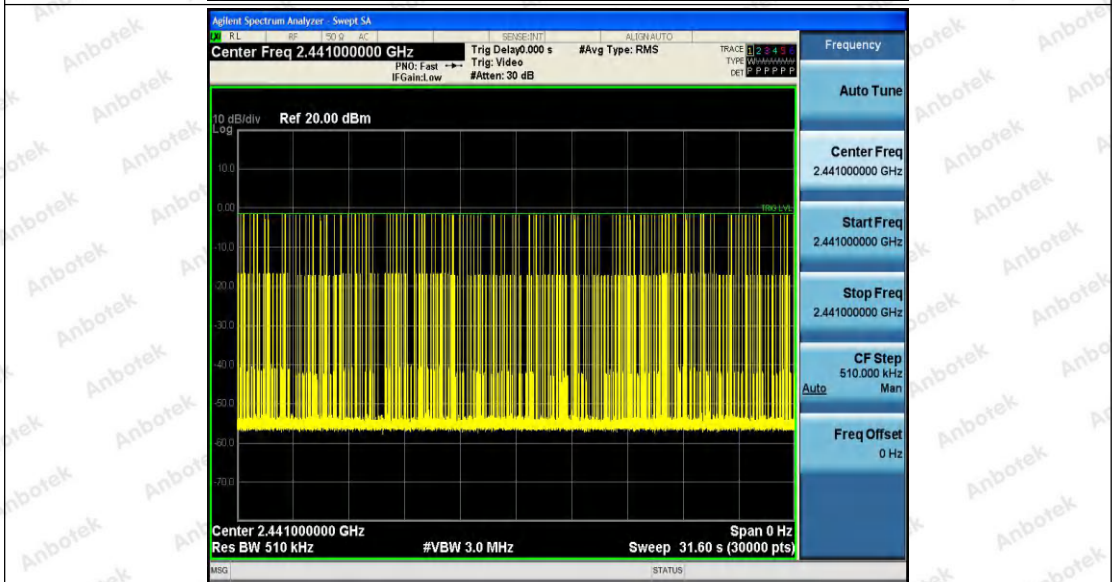 Agilent Spectrum Analyzer - Swept SA
RL RF 50 Ω AC SENSE:INT ALIGNAUTO
Center Freq 2.441000000 GHz
PNO: Fast
IFGain:Low
Trig Delay0.000 s
Trig: Video
#Atten: 30 dB
#Avg Type: RMS
TRACE 1 2 3 4 5 6
TYPE
DET P P P P P P
10 dB/div
Log
Ref 20.00 dBm
10.0
0.00
TRIG LVL
-10.0
-20.0
-30.0
-40.0
-50.0
-60.0
-70.0
Center 2.441000000 GHz
Span 0 Hz
Res BW 510 kHz
#VBW 3.0 MHz
Sweep 31.60 s (30000 pts)
MSG
STATUS
Frequency
Auto Tune
Center Freq
2.441000000 GHz
Start Freq
2.441000000 GHz
Stop Freq
2.441000000 GHz
CF Step
510.000 kHz
Auto Man
Freq Offset
0 Hz
Anbotek